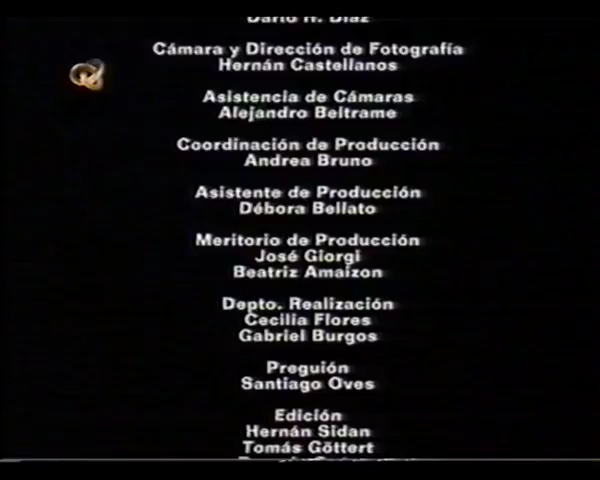 Darío H. Díaz
Cámara y Dirección de Fotografía
Hernán Castellanos
Asistencia de Cámaras
Alejandro Beltrame
Coordinación de Producción
Andrea Bruno
Asistente de Producción
Débora Bellato
Meritorio de Producción
José Giorgi
Beatriz Amaizon
Depto. Realización
Cecilia Flores
Gabriel Burgos
Preguión
Santiago Oves
Edición
Hernán Sidan
Tomás Göttert